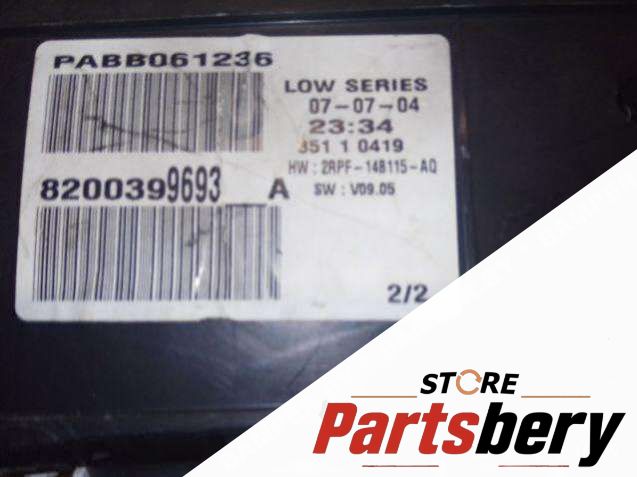 PABB061236
LOW SERIES
07-07-04
23:34
351 1 0419
HW : 2RPF-14B115-AQ
SW : V09.05
8200399693 A
2/2
STORE
Partsbery